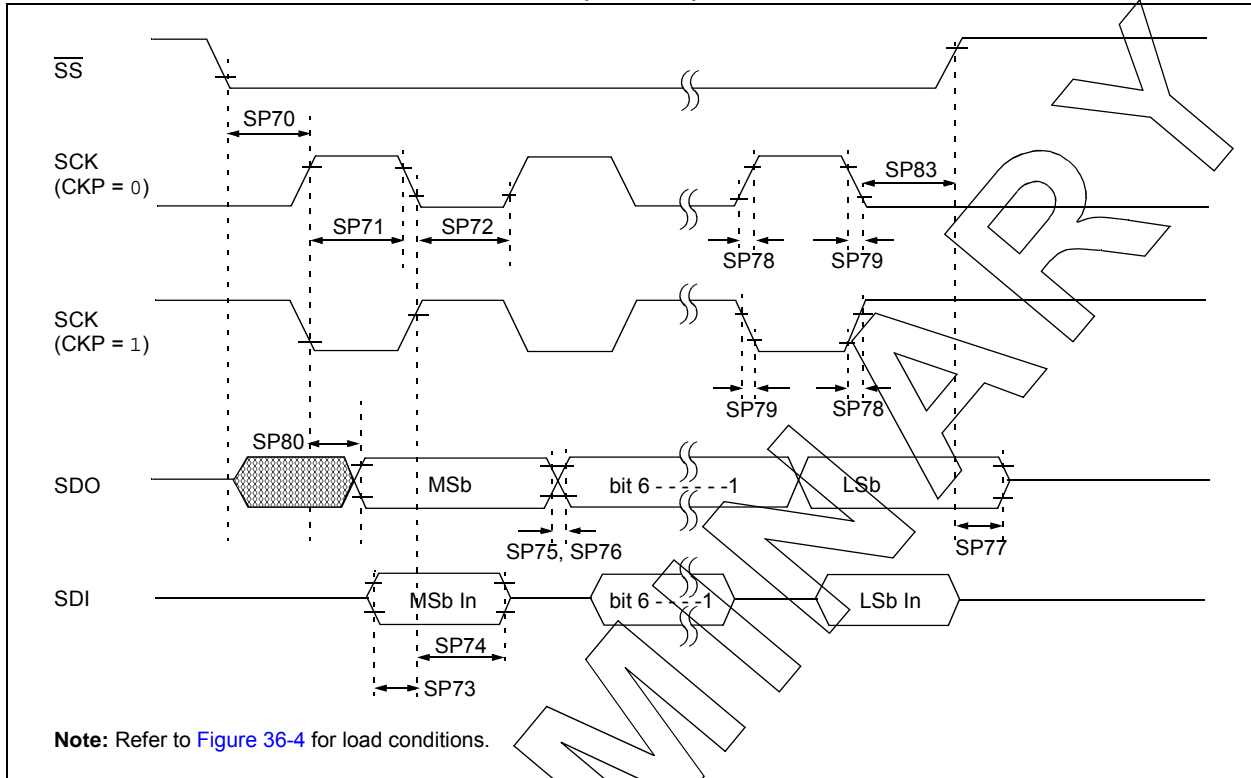 SS
SP70
SCK
(CKP = 0)
SP83
SP71
SP72
SP78
SP79
SCK
(CKP = 1)
SP79
SP78
SP80
SDO
MSb
bit 6 - - - - - -1
LSb
SP75, SP76
SP77
SDI
MSb In
bit 6 - - - -1
LSb In
SP74
SP73
Note: Refer to Figure 36-4 for load conditions.
MINARY